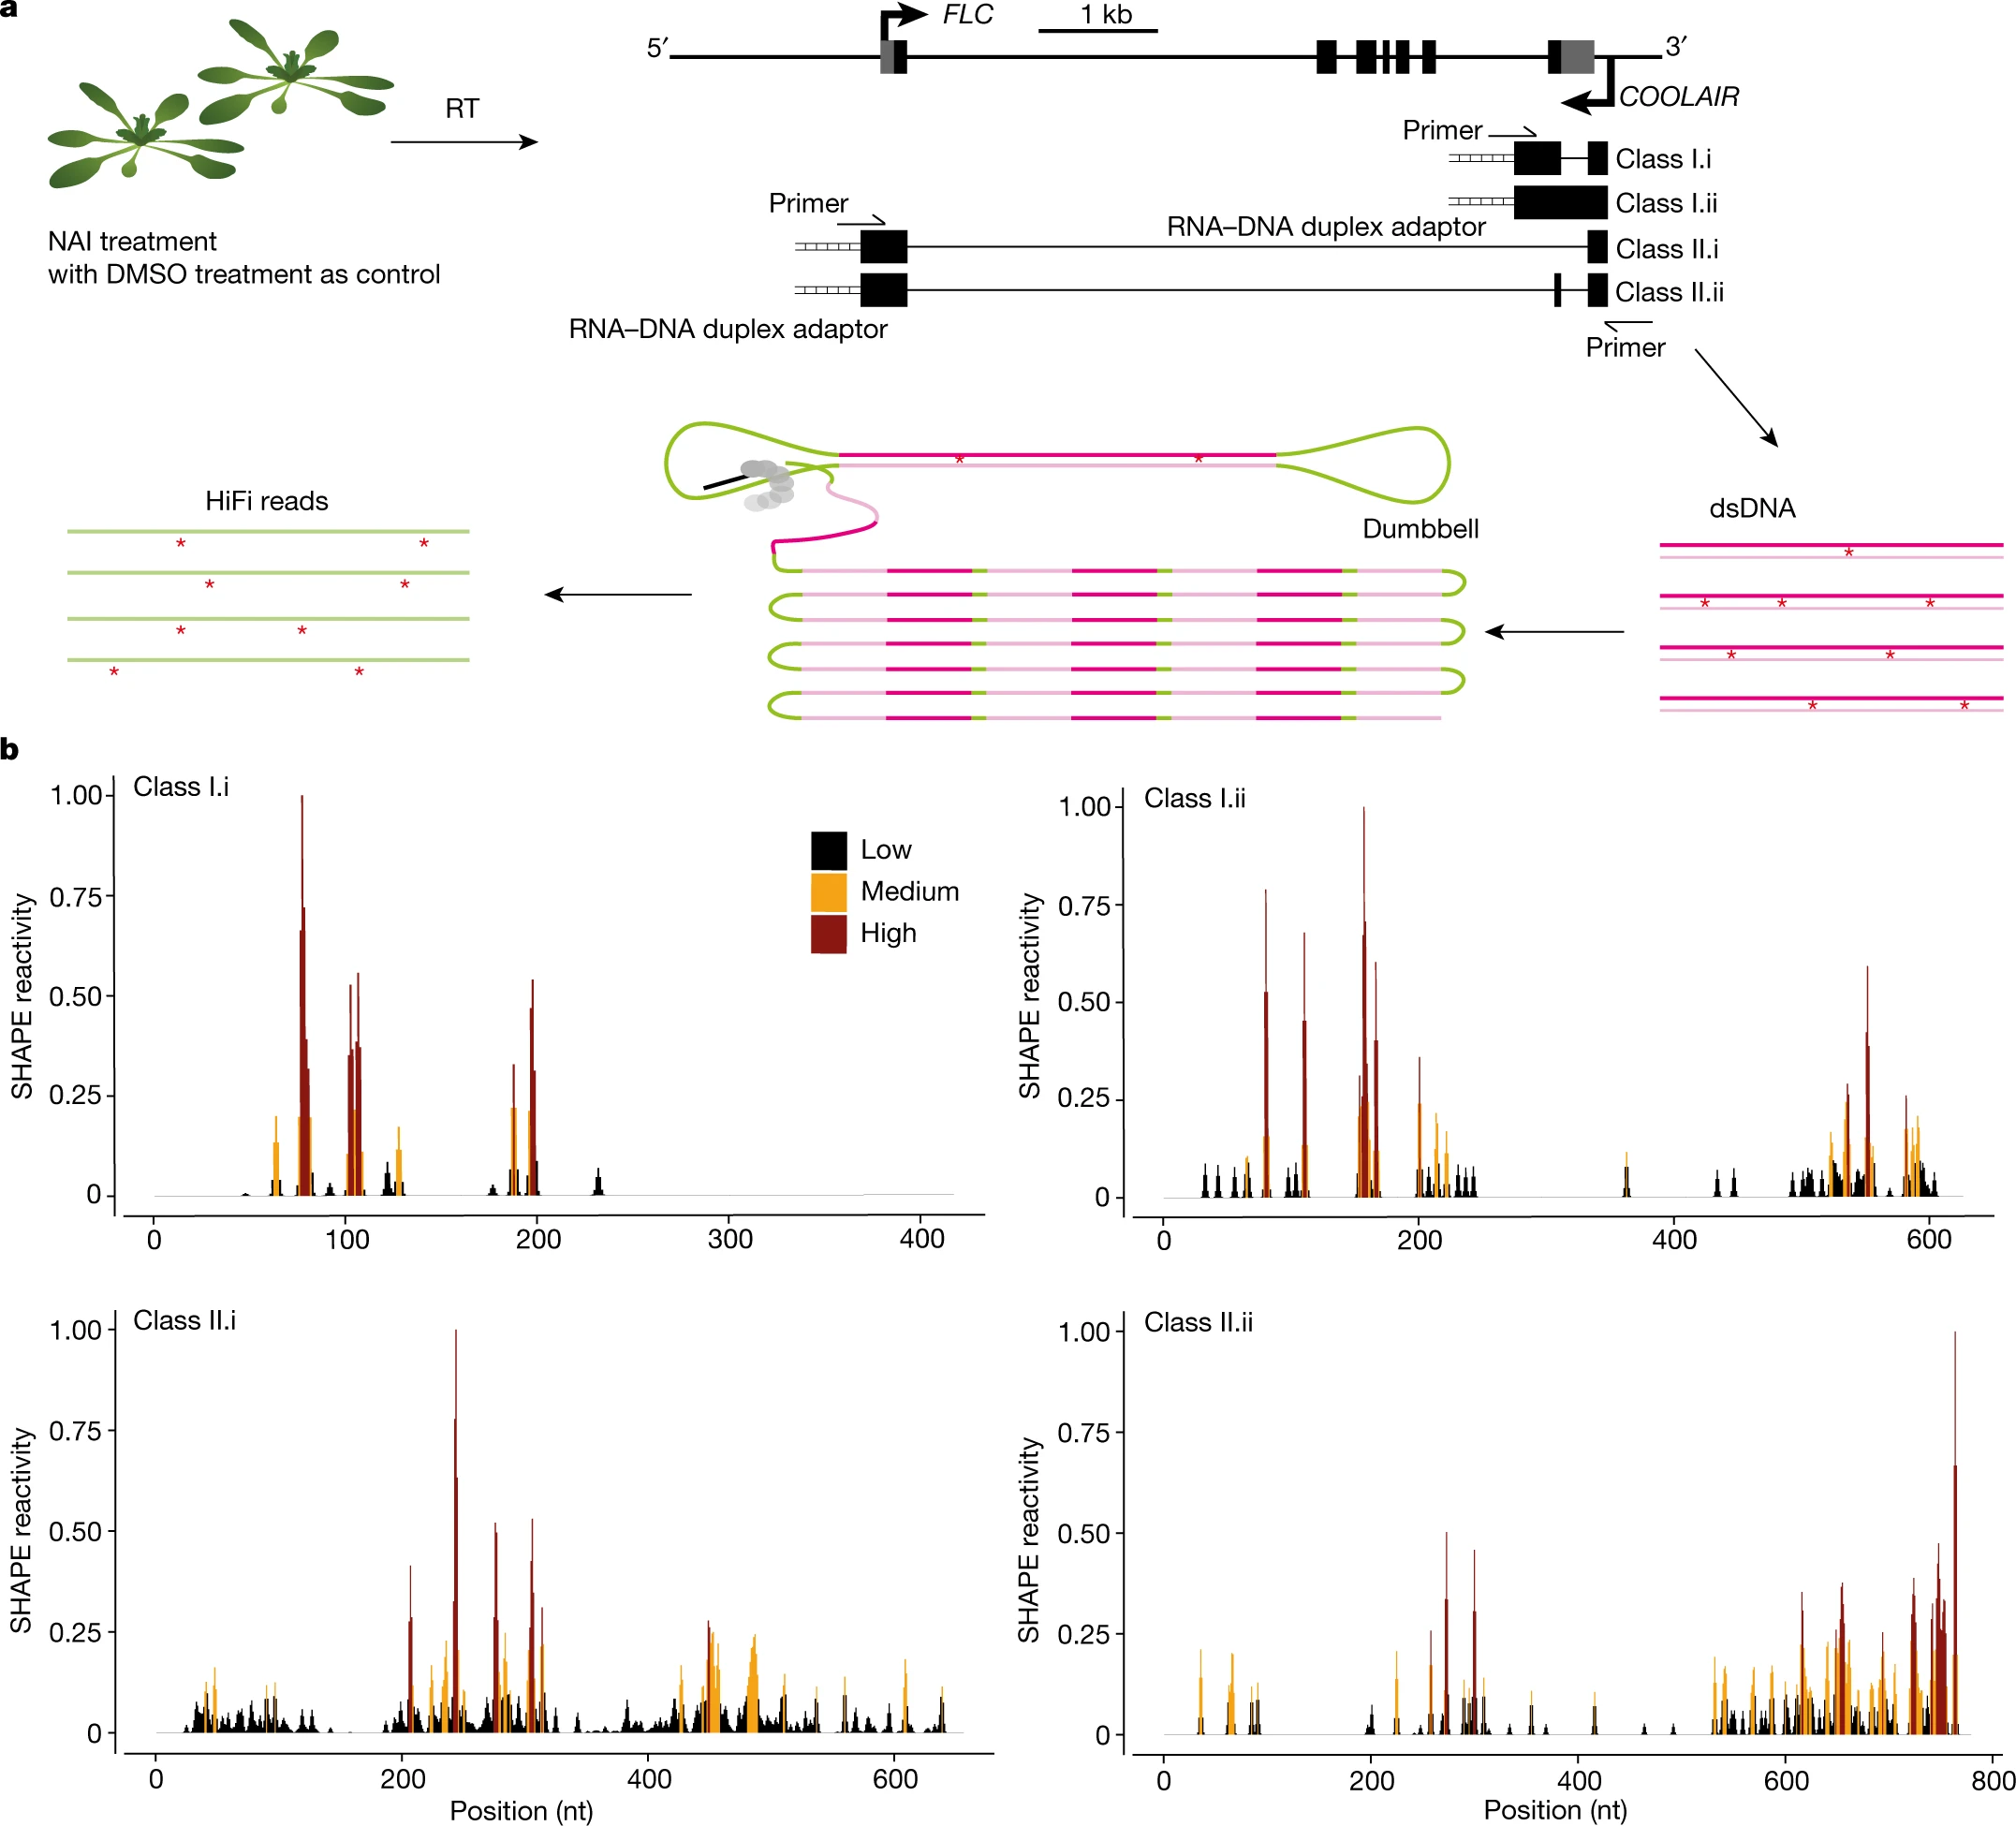 a
FLC
1 kb
5′
3′
COOLAIR
RT
Primer
Class I.i
Class I.ii
Primer
RNA–DNA duplex adaptor
Class II.i
NAI treatment
with DMSO treatment as control
Class II.ii
RNA–DNA duplex adaptor
Primer
HiFi reads
dsDNA
Dumbbell
* *
* * *
* *
* * *
* *
* *
* *
* *
b
Class I.i
1.00
0.75
0.50
0.25
0
SHAPE reactivity
0 100 200 300 400
Low
Medium
High
Class I.ii
1.00
0.75
0.50
0.25
0
SHAPE reactivity
0 200 400 600
Class II.i
1.00
0.75
0.50
0.25
0
SHAPE reactivity
0 200 400 600
Position (nt)
Class II.ii
1.00
0.75
0.50
0.25
0
SHAPE reactivity
0 200 400 600 800
Position (nt)